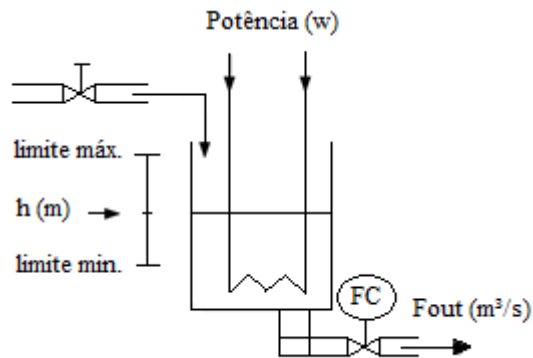 Potência (w)
limite máx.
h (m)
limite min.
FC
Fout (m³/s)